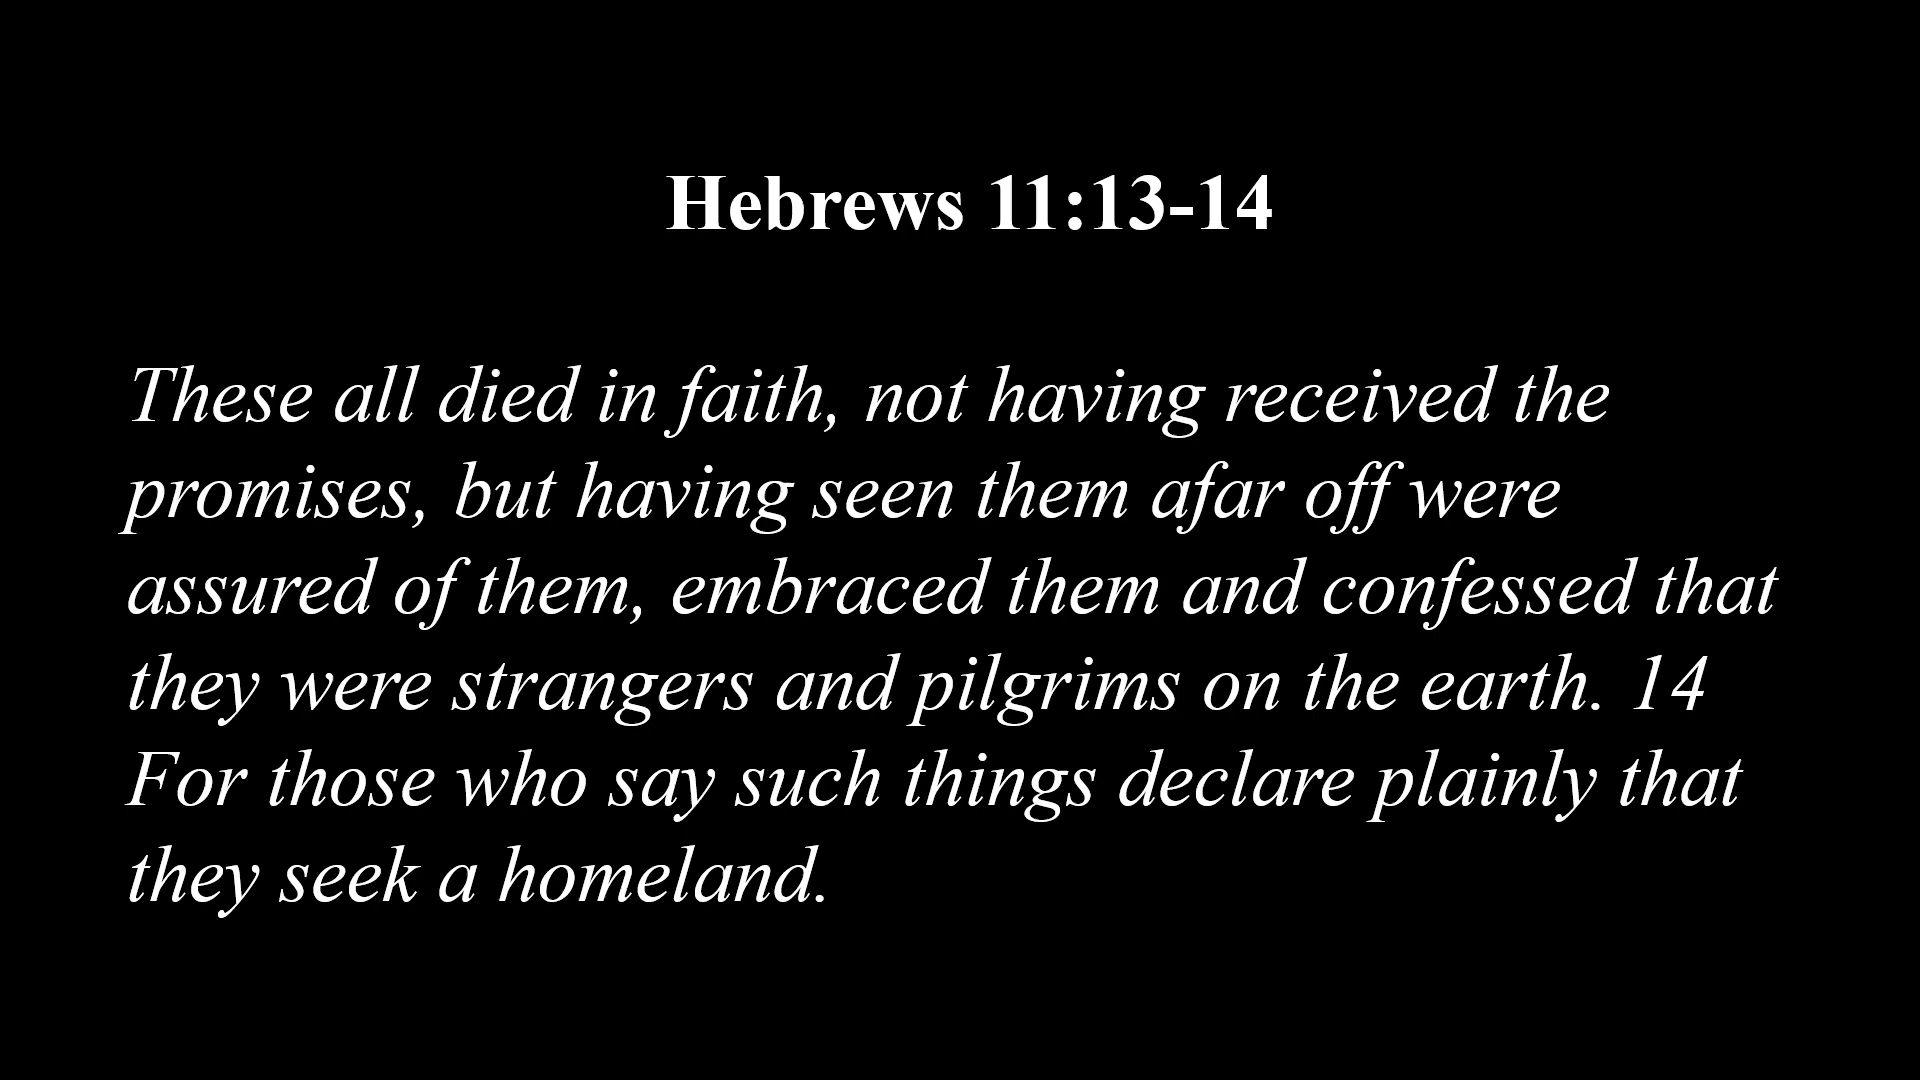 Hebrews 11:13-14
These all died in faith, not having received the
promises, but having seen them afar off were
assured of them, embraced them and confessed that
they were strangers and pilgrims on the earth. 14
For those who say such things declare plainly that
they seek a homeland.